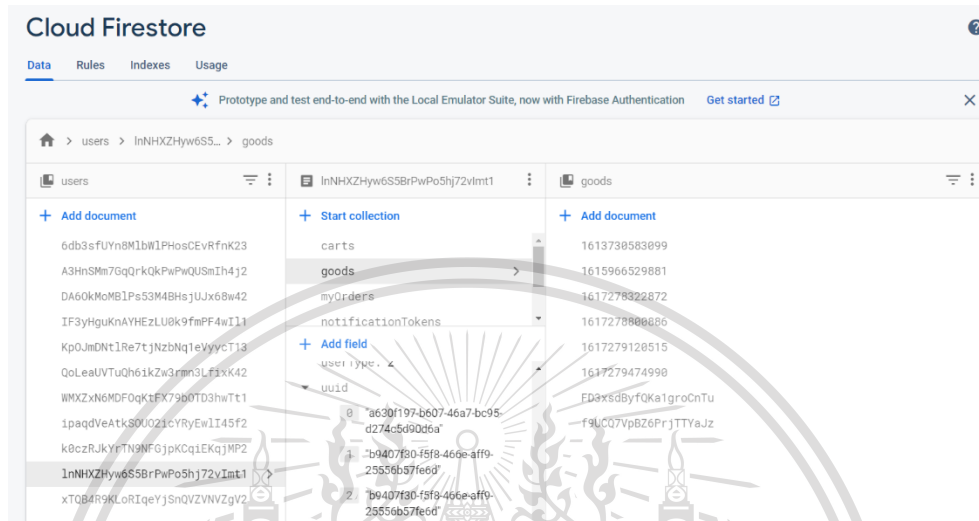 Cloud Firestore
Data Rules Indexes Usage
Prototype and test end-to-end with the Local Emulator Suite, now with Firebase Authentication Get started
users > lnNHXZHyw6S5... > goods
users
lnNHXZHyw6S5BrPwPo5hj72vImt1
goods
+ Add document
6db3sfUYn8MlbWlPHosCEvRfnK23
A3HnSMm7GqQrkQkPwPwQUSmIh4j2
DA6OkMoMBlPs53M4BHsjUJx68w42
IF3yHguKnAYHEzLU0k9fmPF4wIl1
KpOJmDNtlRe7tjNzbNq1eVyycT13
QoLeaUVTuQh6ikZw3rmn3LfixK42
WMXZxN6MDFOqKtFX79bOTD3hwTt1
ipaqdVeAtkSOUO2icYRyEwlI45f2
k0czRJkYrTN9NFGjpKCqiEKqjMP2
lnNHXZHyw6S5BrPwPo5hj72vImt1
xTQB4R9KLoRIqeYjSnQVZVNVZgV2
+ Start collection
carts
goods
myOrders
notificationTokens
+ Add field
userType: 2
uuid
0 "a630f197-b607-46a7-bc95-
d274c5d90d6a"
1 "b9407f30-f5f8-466e-aff9-
25556b57fe6d"
2 "b9407f30-f5f8-466e-aff9-
25556b57fe6d"
+ Add document
1613730583099
1615966529881
1617278322872
1617278800886
1617279120515
1617279474990
FD3xsdByfQKa1groCnTu
f9UCQ7VpBZ6PrjTTYaJz